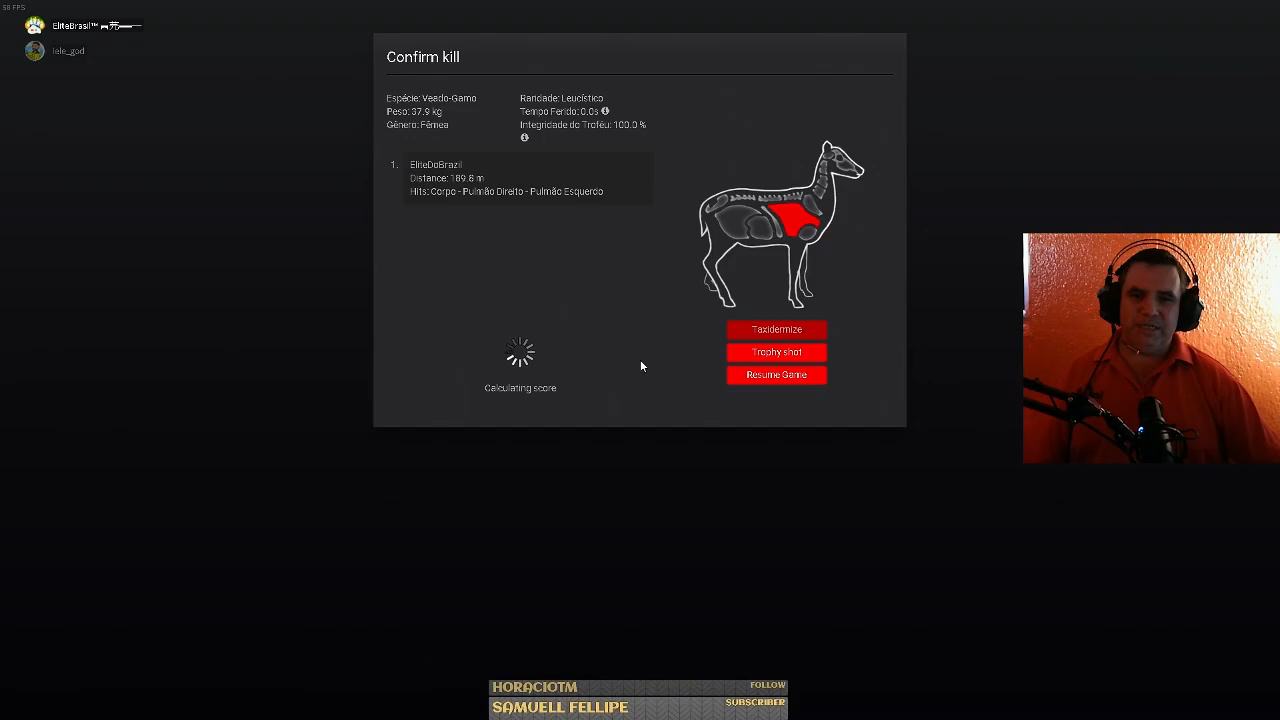 58 FPS
EliteBrasil™
lele_god
Confirm kill
Espécie: Veado-Gamo
Peso: 37.9 kg
Gênero: Fêmea
Raridade: Leucístico
Tempo Ferido: 0.0s
Integridade do Troféu: 100.0 %
1.
EliteDoBrazil
Distance: 189.8 m
Hits: Corpo - Pulmão Direito - Pulmão Esquerdo
Calculating score
Taxidermize
Trophy shot
Resume Game
HORACIOTM FOLLOW
SAMUELL FELLIPE SUBSCRIBER